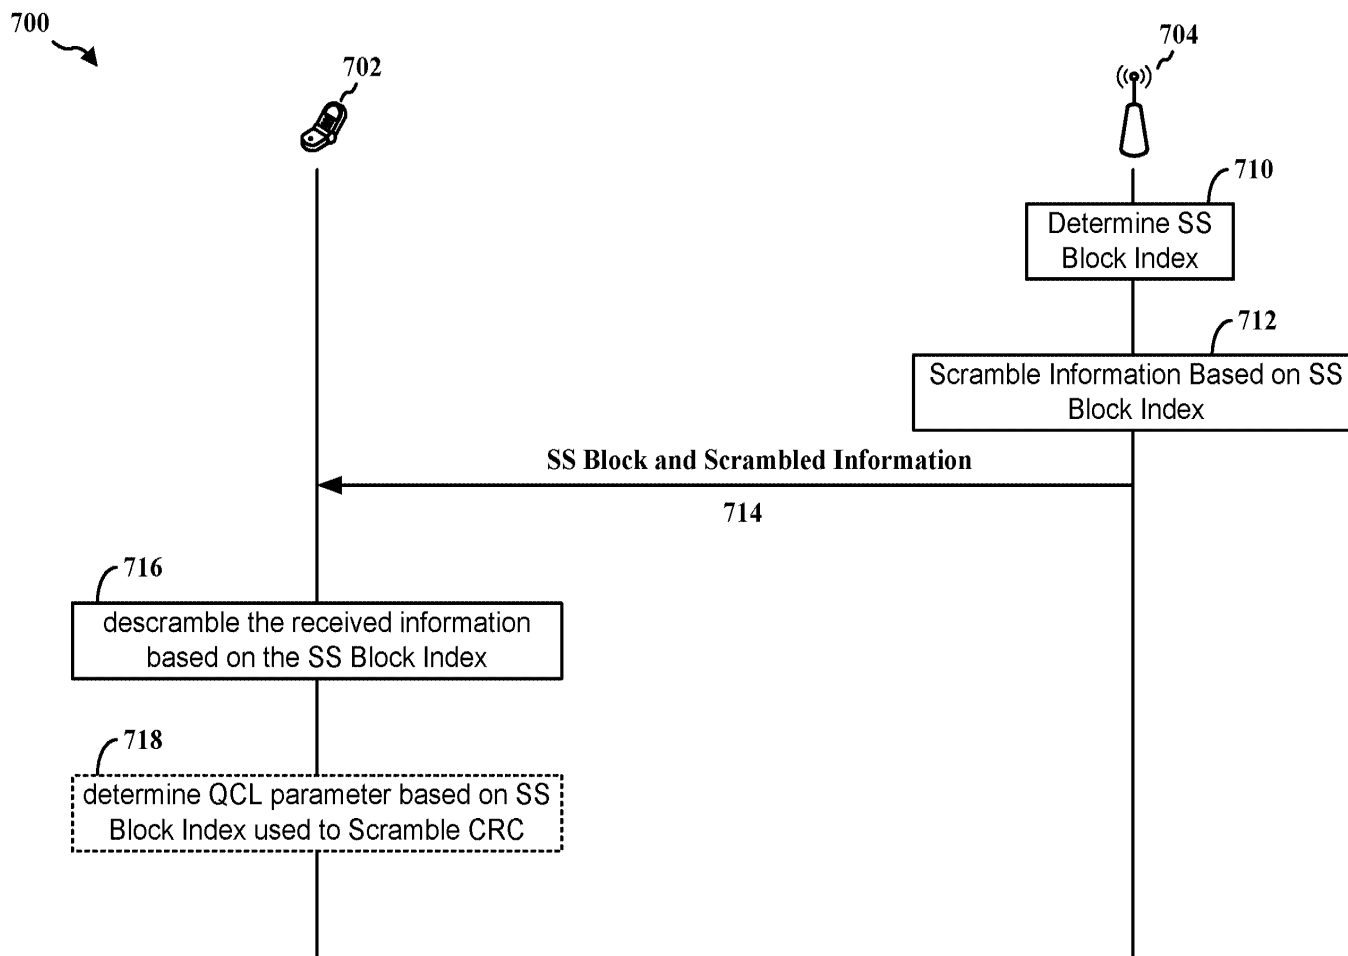 700
702
704
710
Determine SS
Block Index
712
Scramble Information Based on SS
Block Index
SS Block and Scrambled Information
714
716
descramble the received information
based on the SS Block Index
718
determine QCL parameter based on SS
Block Index used to Scramble CRC